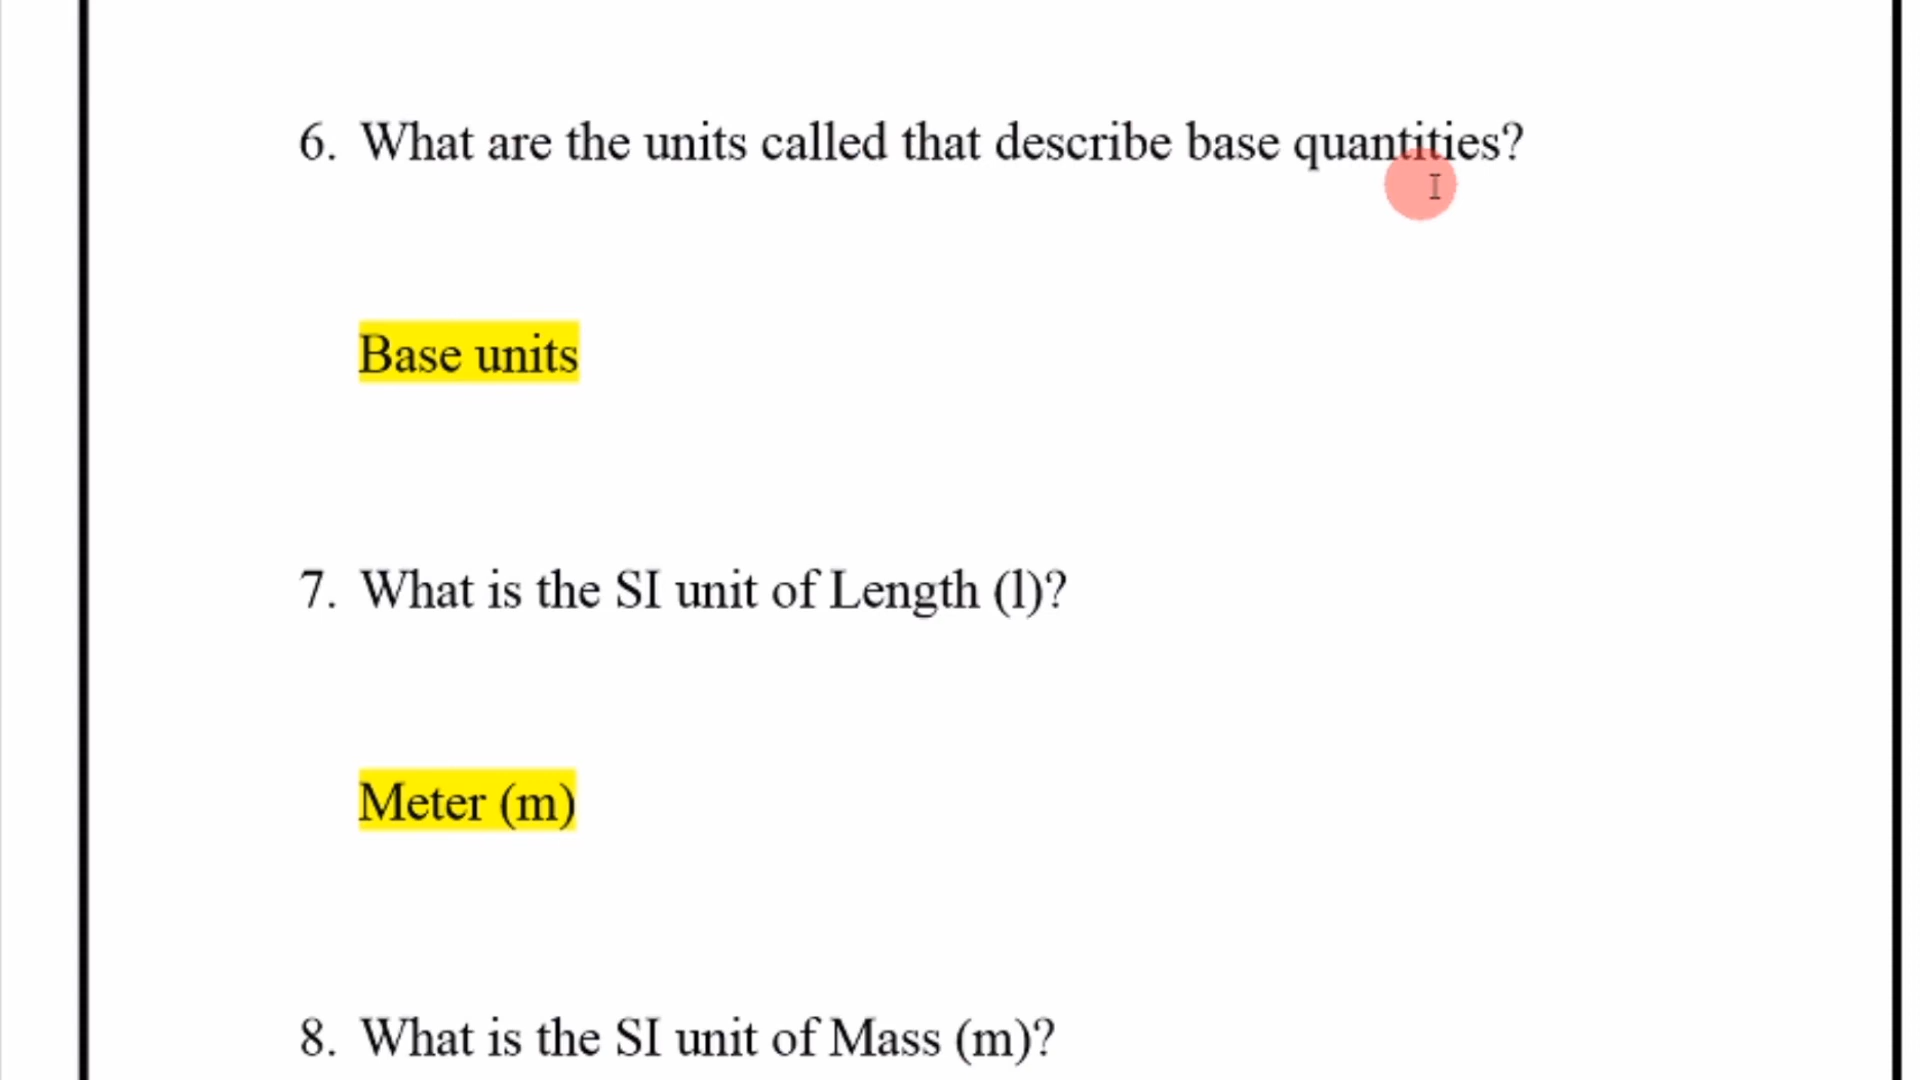 6. What are the units called that describe base quantities?
Base units
7. What is the SI unit of Length (l)?
Meter (m)
8. What is the SI unit of Mass (m)?